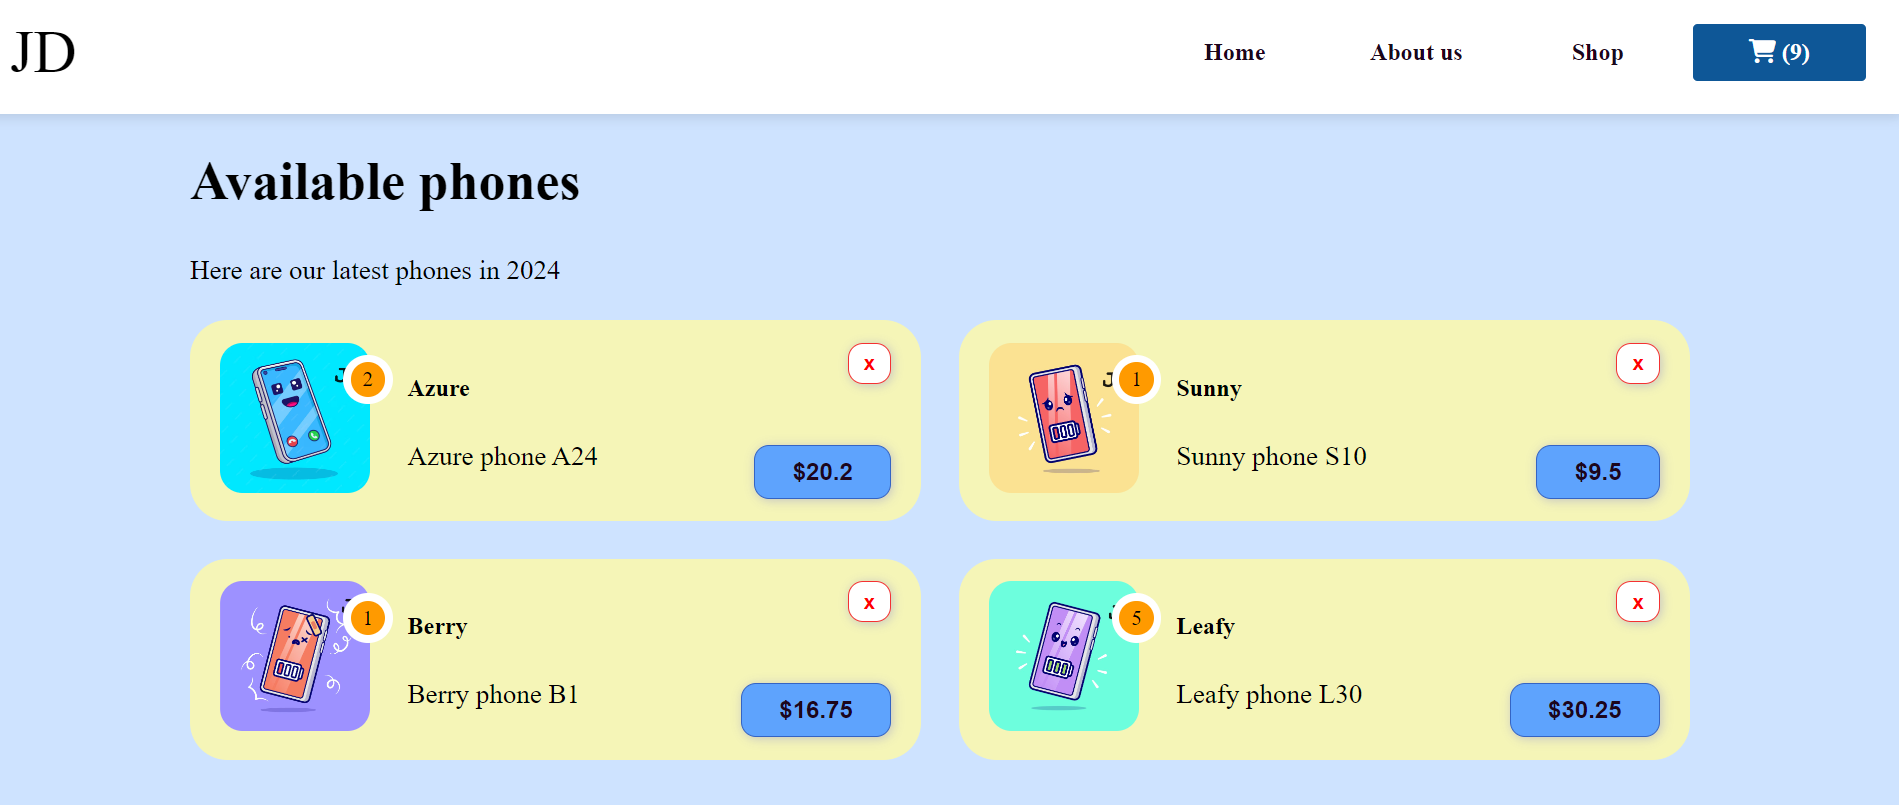 JD
Home About us Shop (9)
Available phones
Here are our latest phones in 2024
2
Azure
x
Azure phone A24
$20.2
1
Sunny
x
Sunny phone S10
$9.5
1
Berry
x
Berry phone B1
$16.75
5
Leafy
x
Leafy phone L30
$30.25